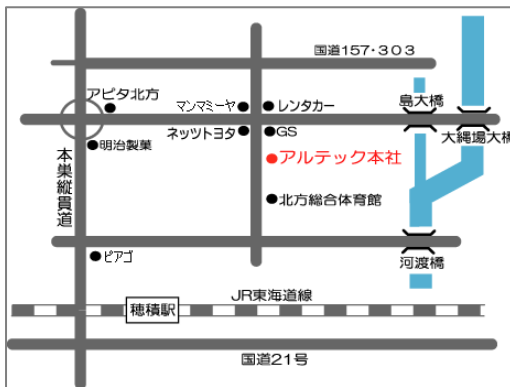 国道157・303
アピタ北方
マンマミーヤ
レンタカー
島大橋
ネッツトヨタ
GS
大縄場大橋
明治製菓
アルテック本社
本巣縦貫道
北方総合体育館
ピアゴ
河渡橋
JR東海道線
穂積駅
国道21号